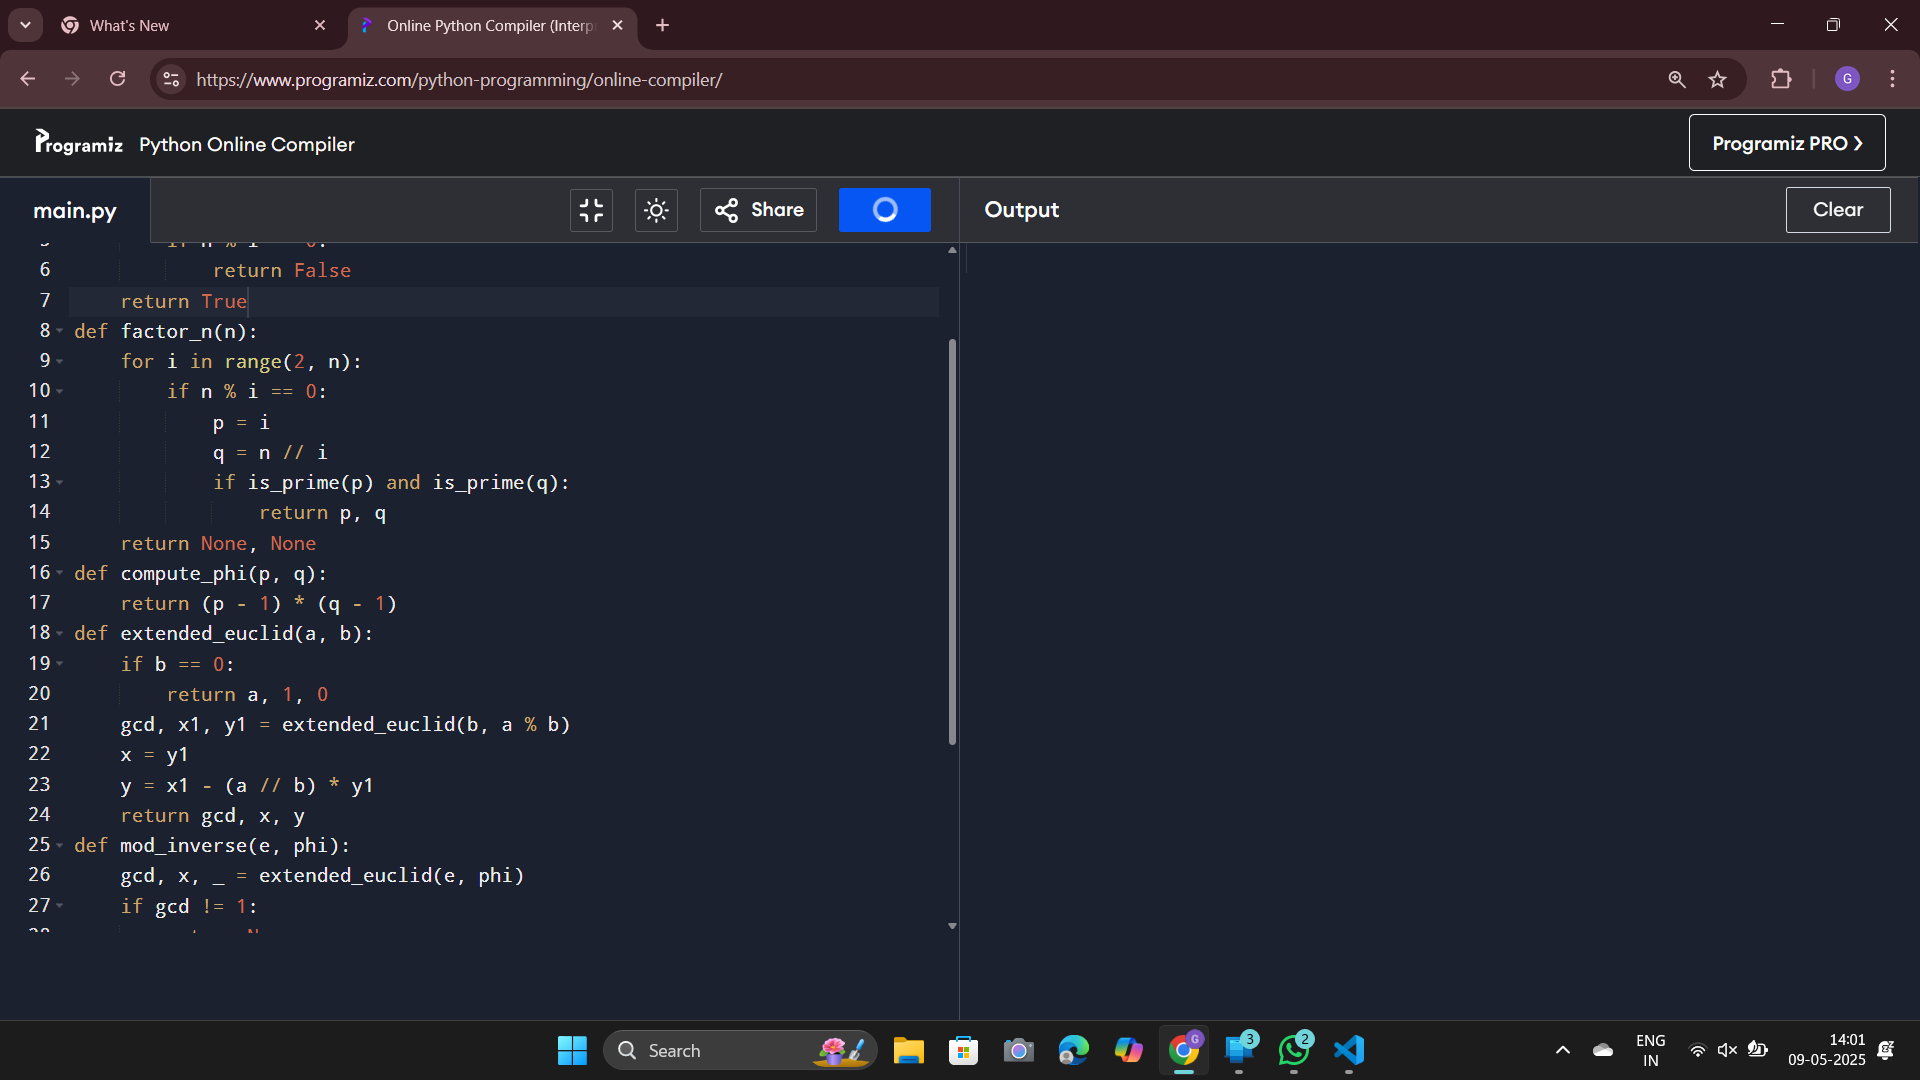 What's New
Online Python Compiler (Interp
https://www.programiz.com/python-programming/online-compiler/
G
Programiz Python Online Compiler
Programiz PRO ❯
main.py
Share
Output
Clear
6 return False
7 return True
8 def factor_n(n):
9 for i in range(2, n):
10 if n % i == 0:
11 p = i
12 q = n // i
13 if is_prime(p) and is_prime(q):
14 return p, q
15 return None, None
16 def compute_phi(p, q):
17 return (p - 1) * (q - 1)
18 def extended_euclid(a, b):
19 if b == 0:
20 return a, 1, 0
21 gcd, x1, y1 = extended_euclid(b, a % b)
22 x = y1
23 y = x1 - (a // b) * y1
24 return gcd, x, y
25 def mod_inverse(e, phi):
26 gcd, x, _ = extended_euclid(e, phi)
27 if gcd != 1:
Search
G
3
2
ENG
IN
14:01
09-05-2025